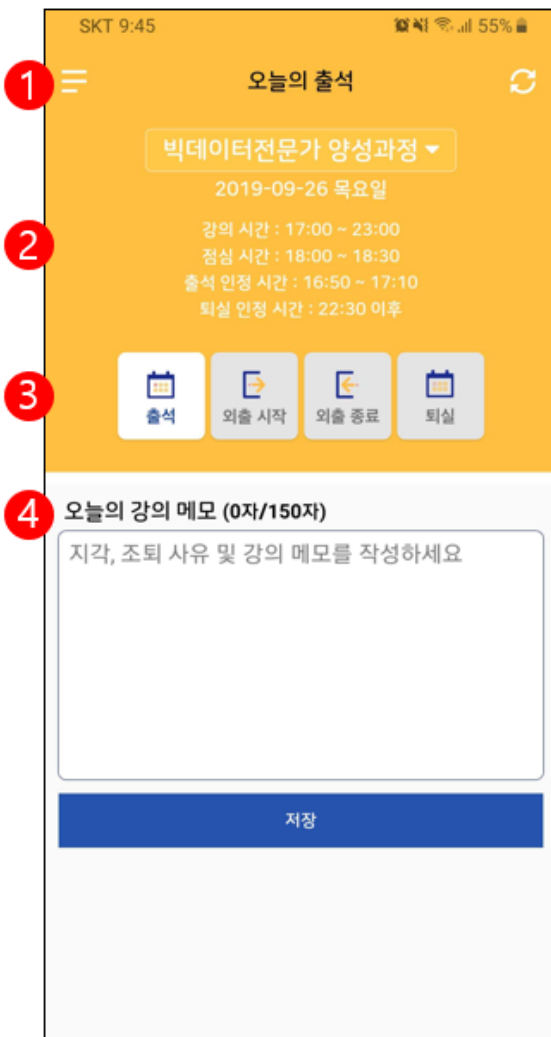 SKT 9:45 55%
1
오늘의 출석
빅데이터전문가 양성과정
2019-09-26 목요일
2
강의 시간 : 17:00 ~ 23:00
점심 시간 : 18:00 ~ 18:30
출석 인정 시간 : 16:50 ~ 17:10
퇴실 인정 시간 : 22:30 이후
3
출석 외출 시작 외출 종료 퇴실
4
오늘의 강의 메모 (0자/150자)
지각, 조퇴 사유 및 강의 메모를 작성하세요
저장